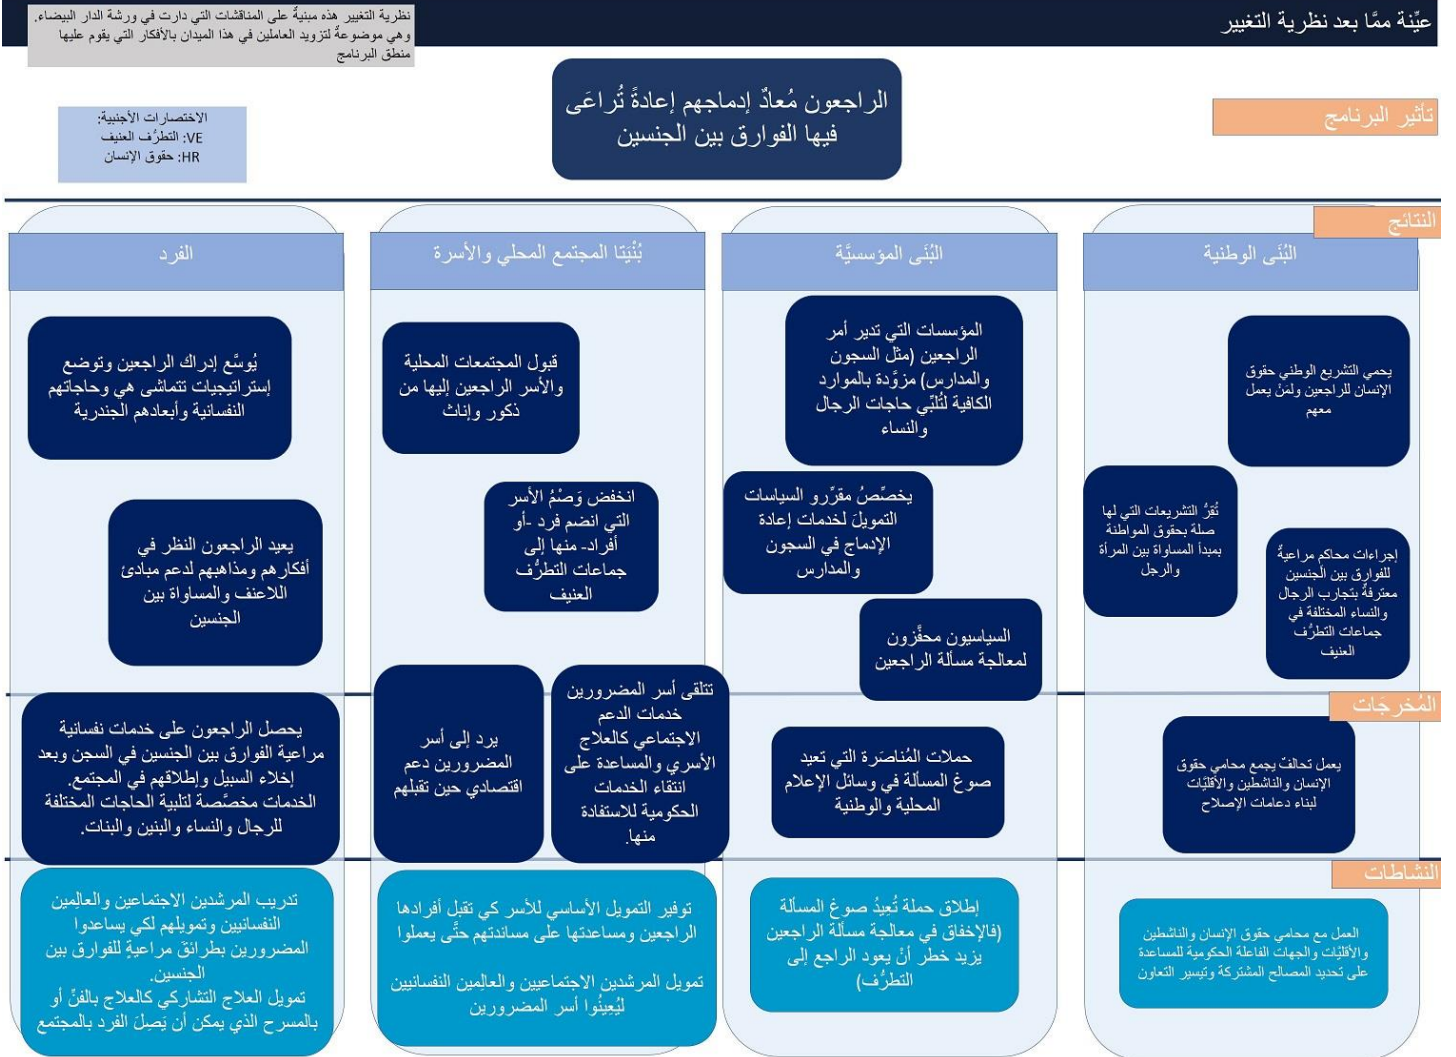 عيِّنة ممَّا بعد نظرية التغيير
نظرية التغيير هذه مبنيةٌ على المناقشات التي دارت في ورشة الدار البيضاء.
وهي موضوعةٌ لتزويد العاملين في هذا الميدان بالأفكار التي يقوم عليها
منطق البرنامج
تأثير البرنامج
الراجعون مُعادٌ إدماجهم إعادةً تُراعَى
فيها الفوارق بين الجنسين
الاختصارات الأجنبية:
VE: التطرُّف العنيف
HR: حقوق الإنسان
النتائج
البُنَى الوطنية
يحمي التشريع الوطني حقوق
الإنسان للراجعين ولمَنْ يعمل
معهم
تُقِرُّ التشريعات التي لها
صلة بحقوق المواطنة
بمبدأ المساواة بين المرأة
والرجل
إجراءات محاكم مراعيةٌ
للفوارق بين الجنسين
معترفةٌ بتجارب الرجال
والنساء المختلفة في
جماعات التطرُّف
العنيف
البُنَى المؤسسيَّة
المؤسسات التي تدير أمر
الراجعين (مثل السجون
والمدارس) مزوَّدة بالموارد
الكافية لتُلبِّي حاجات الرجال
والنساء
يخصِّصُ مقرِّرو السياسات
التمويلَ لخدمات إعادة
الإدماج في السجون
والمدارس
السياسيون محفَّزون
لمعالجة مسألة الراجعين
بُنْيَتا المجتمع المحلي والأسرة
قبول المجتمعات المحلية
والأسر الراجعين إليها من
ذكور وإناث
انخفض وَصْمُ الأسر
التي انضم فرد -أو
أفراد- منها إلى
جماعات التطرُّف
العنيف
الفرد
يُوسَّع إدراك الراجعين وتوضع
إستراتيجيات تتماشى هي وحاجاتهم
النفسانية وأبعادهم الجندرية
يعيد الراجعون النظر في
أفكارهم ومذاهبهم لدعم مبادئ
اللاعنف والمساواة بين
الجنسين
المُخرجَات
يعمل تحالفٌ يجمع محامي حقوق
الإنسان والناشطين والأقليَّات
لبناء دعامات الإصلاح
حملات المُناصَرة التي تعيد
صوغ المسألة في وسائل الإعلام
المحلية والوطنية
تتلقى أسر المضرورين
خدمات الدعم
الاجتماعي كالعلاج
الأسري والمساعدة على
انتقاء الخدمات
الحكومية للاستفادة
منها.
يرد إلى أسر
المضرورين دعم
اقتصادي حين تقبلهم
يحصل الراجعون على خدمات نفسانية
مراعية الفوارق بين الجنسين في السجن وبعد
إخلاء السبيل وإطلاقهم في المجتمع.
الخدمات مخصَّصة لتلبية الحاجات المختلفة
للرجال والنساء والبنين والبنات.
النشاطات
العمل مع محامي حقوق الإنسان والناشطين
والأقليَّات والجهات الفاعلة الحكومية للمساعدة
على تحديد المصالح المشتركة وتيسير التعاون
إطلاق حملة تُعِيدُ صوغ المسألة
(فالإخفاق في معالجة مسألة الراجعين
يزيد خطر أنْ يعود الراجع إلى
التطرُّف)
توفير التمويل الأساسي للأسر كي تقبل أفرادها
الراجعين ومساعدتها على مساندتهم حتَّى يعملوا
تمويل المرشدين الاجتماعيين والعالِمين النفسانيين
ليُعِينُوا أسر المضرورين
تدريب المرشدين الاجتماعين والعالِمين
النفسانيين وتمويلهم لكي يساعدوا
المضرورين بطرائقَ مراعيةٍ للفوارق بين
الجنسين.
تمويل العلاج التشاركي كالعلاج بالفنِّ أو
بالمسرح الذي يمكن أن يَصِلَ الفرد بالمجتمع